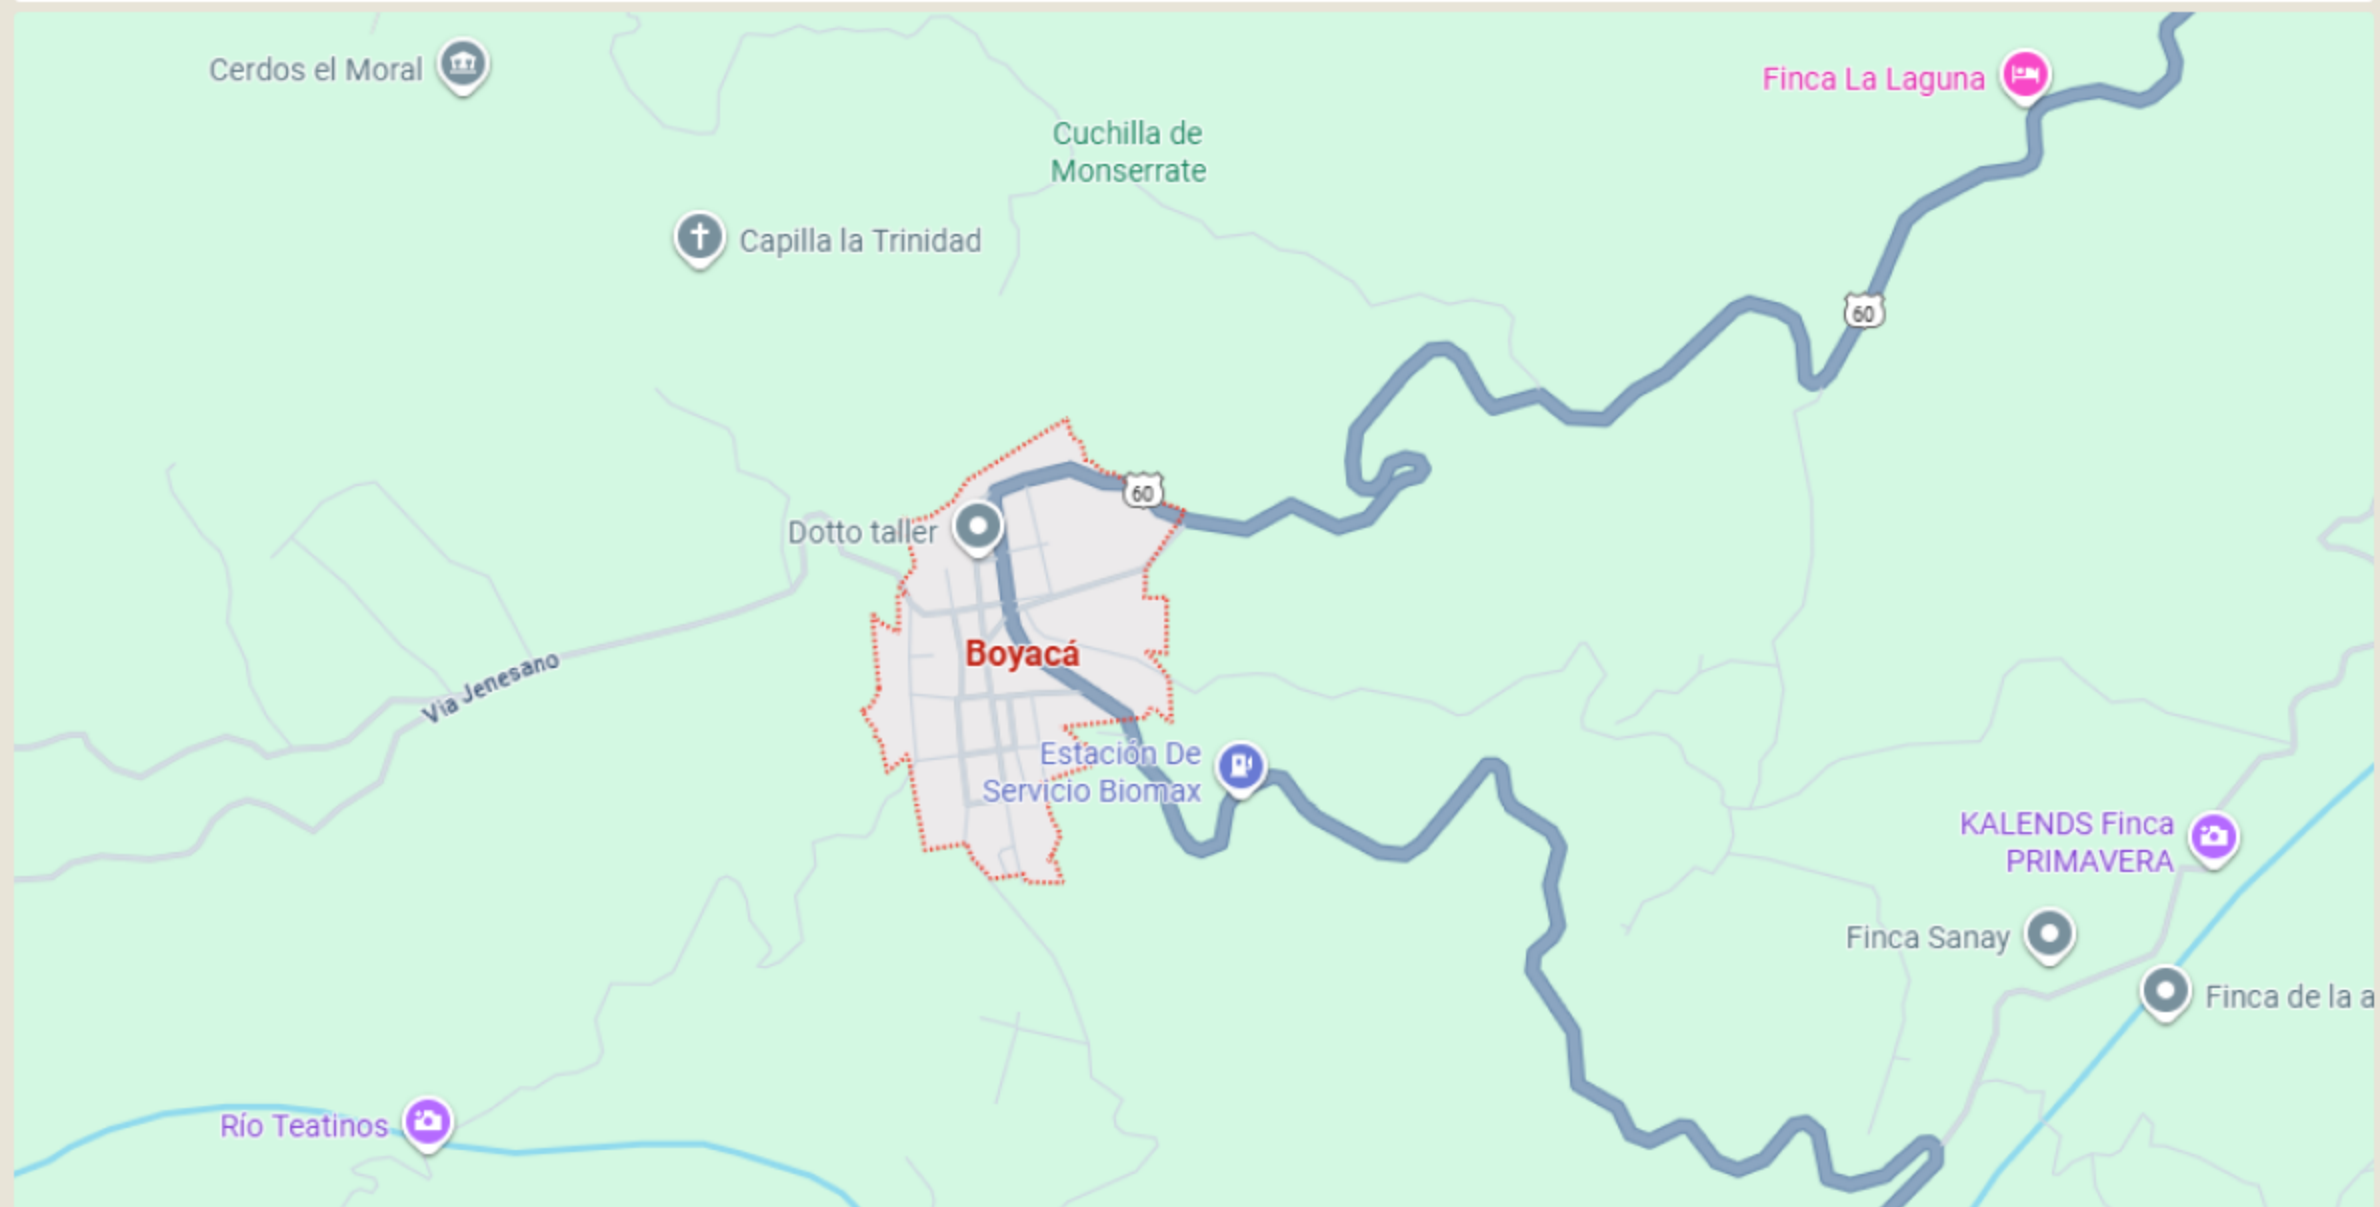 Cerdos el Moral
Finca La Laguna
Cuchilla de
Monserrate
Capilla la Trinidad
60
60
Dotto taller
Boyacá
Via Jenesano
Estación De
Servicio Biomax
KALENDS Finca
PRIMAVERA
Finca Sanay
Finca de la a
Río Teatinos